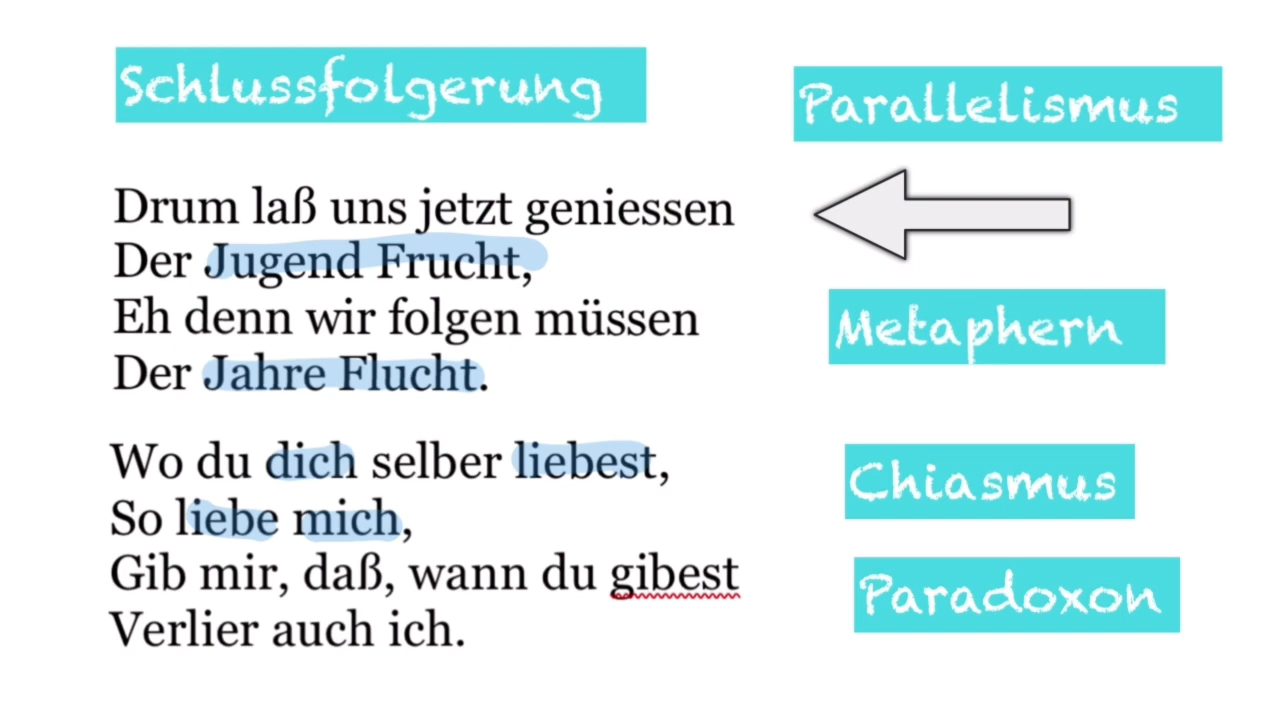 Schlussfolgerung
Parallelismus
Drum laß uns jetzt geniessen
Der Jugend Frucht,
Eh denn wir folgen müssen
Der Jahre Flucht.
Metaphern
Wo du dich selber liebest,
So liebe mich,
Gib mir, daß, wann du gibest
Verlier auch ich.
Chiasmus
Paradoxon